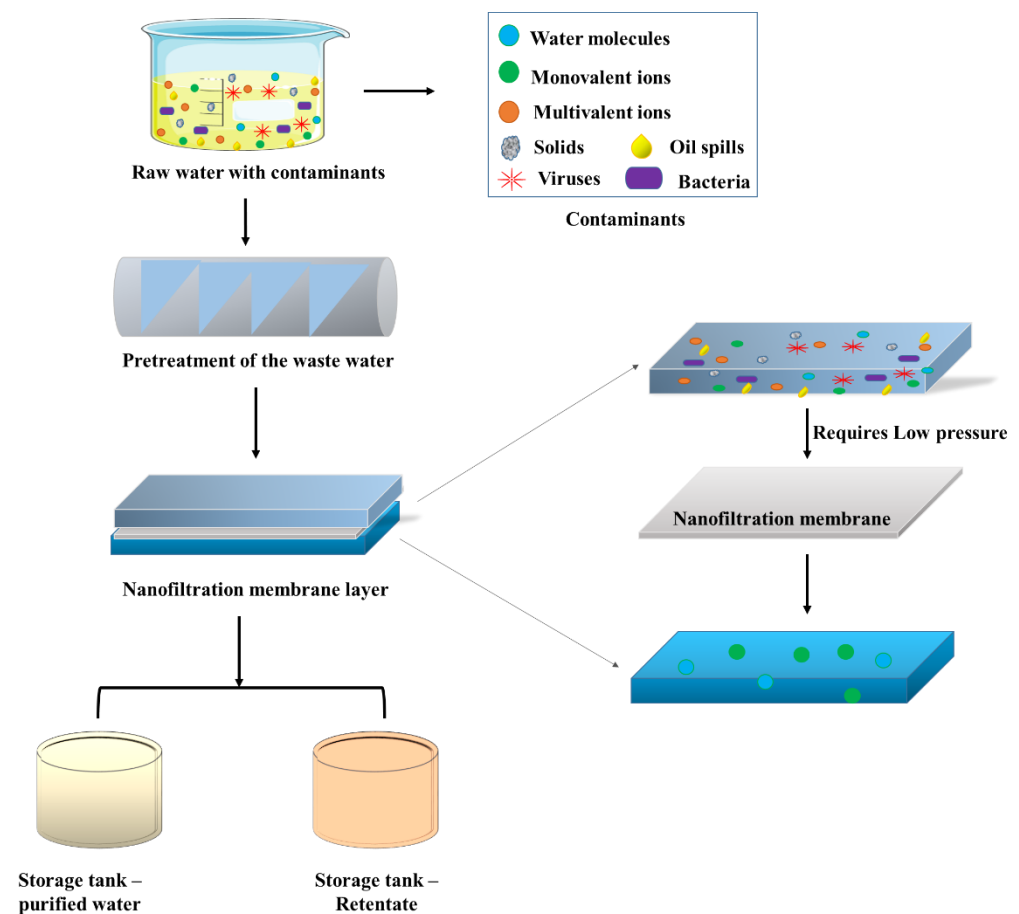 Water molecules
Monovalent ions
Multivalent ions
Solids
Oil spills
Viruses
Bacteria
Contaminants
Raw water with contaminants
Pretreatment of the waste water
Requires Low pressure
Nanofiltration membrane
Nanofiltration membrane layer
Storage tank –
purified water
Storage tank –
Retentate